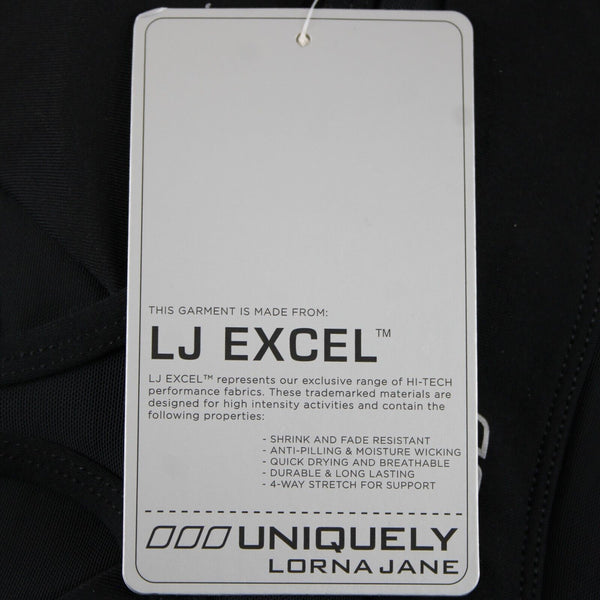 THIS GARMENT IS MADE FROM:
LJ EXCEL™
LJ EXCEL™ represents our exclusive range of HI-TECH
performance fabrics. These trademarked materials are
designed for high intensity activities and contain the
following properties:
- SHRINK AND FADE RESISTANT
- ANTI-PILLING & MOISTURE WICKING
- QUICK DRYING AND BREATHABLE
- DURABLE & LONG LASTING
- 4-WAY STRETCH FOR SUPPORT
UNIQUELY
LORNA JANE